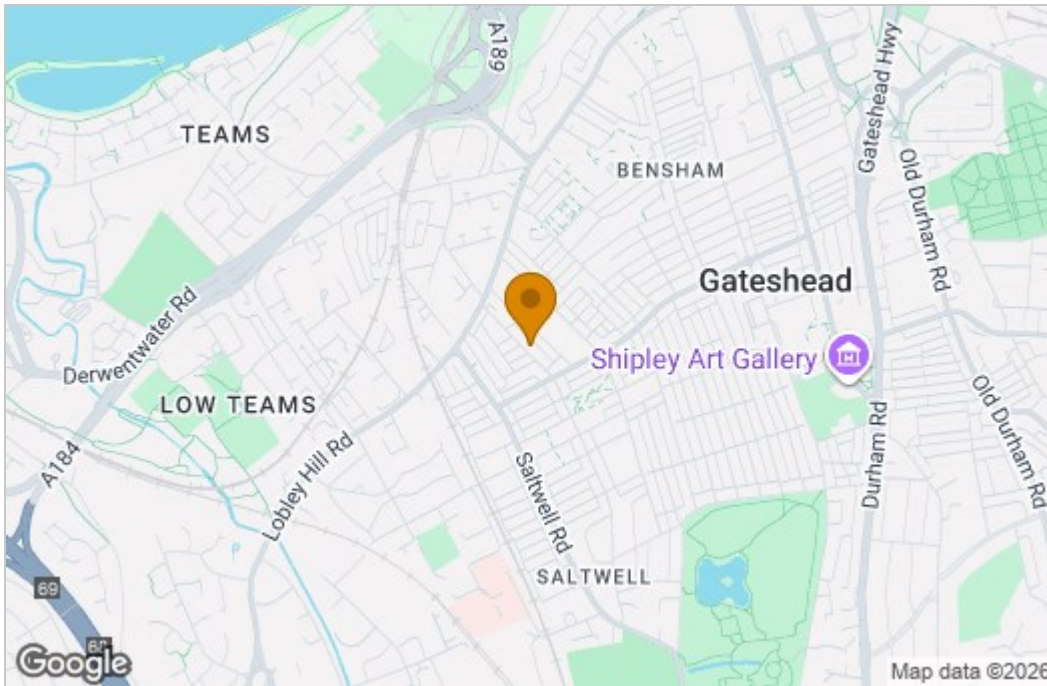 A189
Gateshead Hwy
TEAMS
BENSHAM
Old Durham Rd
Gateshead
Derwentwater Rd
Shipley Art Gallery
LOW TEAMS
Old Durham Rd
A184
Lobley Hill Rd
Saltwell Rd
Durham Rd
SALTWELL
69
68
Google
Map data ©2026